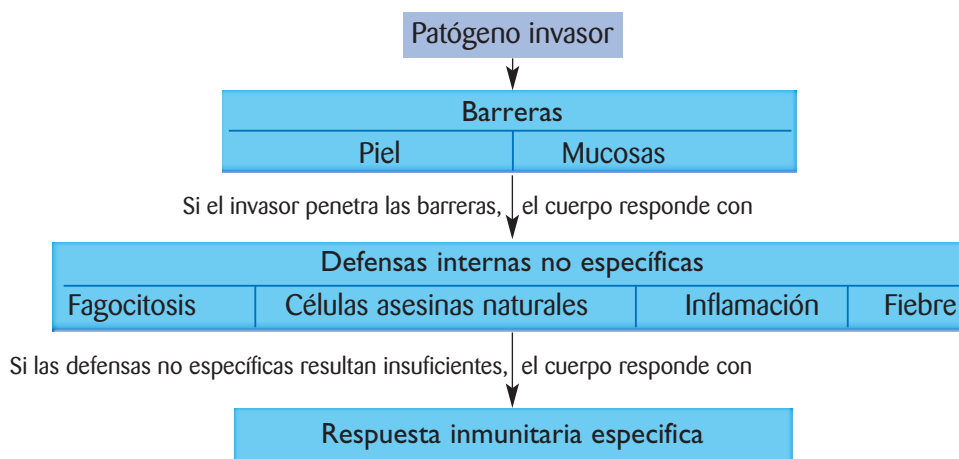 Patógeno invasor
Barreras
Piel Mucosas
Si el invasor penetra las barreras, el cuerpo responde con
Defensas internas no específicas
Fagocitosis Células asesinas naturales Inflamación Fiebre
Si las defensas no específicas resultan insuficientes, el cuerpo responde con
Respuesta inmunitaria especifica